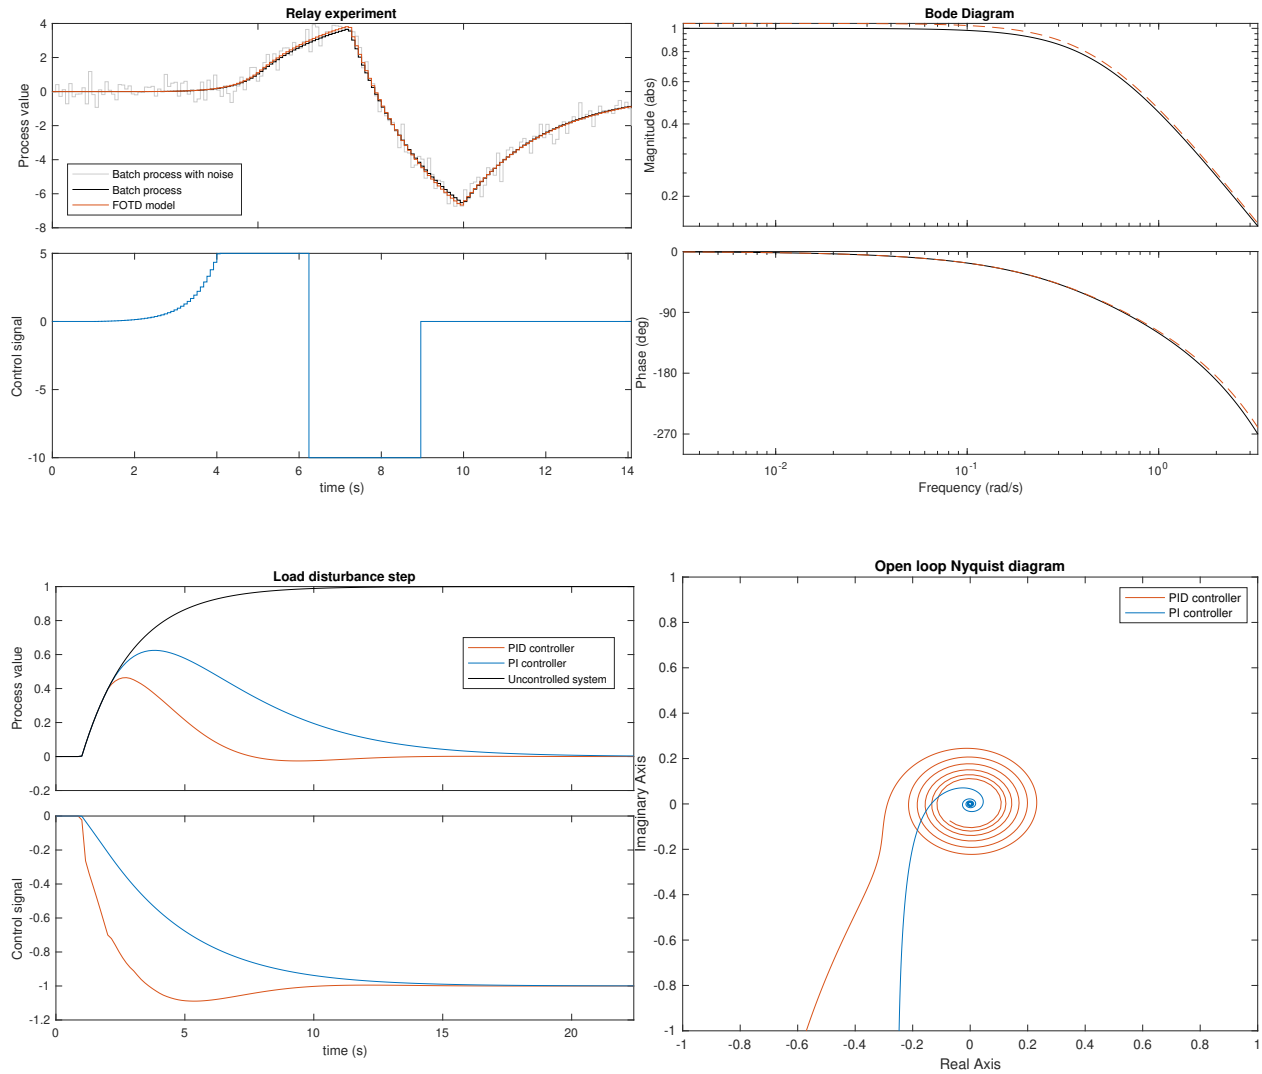 Relay experiment
4
2
0
-2
-4
-6
-8
Process value
Batch process with noise
Batch process
FOTD model
5
0
-5
-10
Control signal
0 2 4 6 8 10 12 14
time (s)
Bode Diagram
1
0.8
0.6
0.4
0.2
Magnitude (abs)
0
-90
-180
-270
Phase (deg)
10-2 10-1 100
Frequency (rad/s)
Load disturbance step
1
0.8
0.6
0.4
0.2
0
-0.2
Process value
PID controller
PI controller
Uncontrolled system
0
-0.2
-0.4
-0.6
-0.8
-1
-1.2
Control signal
0 5 10 15 20
time (s)
Open loop Nyquist diagram
1
0.8
0.6
0.4
0.2
0
-0.2
-0.4
-0.6
-0.8
-1
Imaginary Axis
PID controller
PI controller
-1 -0.8 -0.6 -0.4 -0.2 0 0.2 0.4 0.6 0.8 1
Real Axis